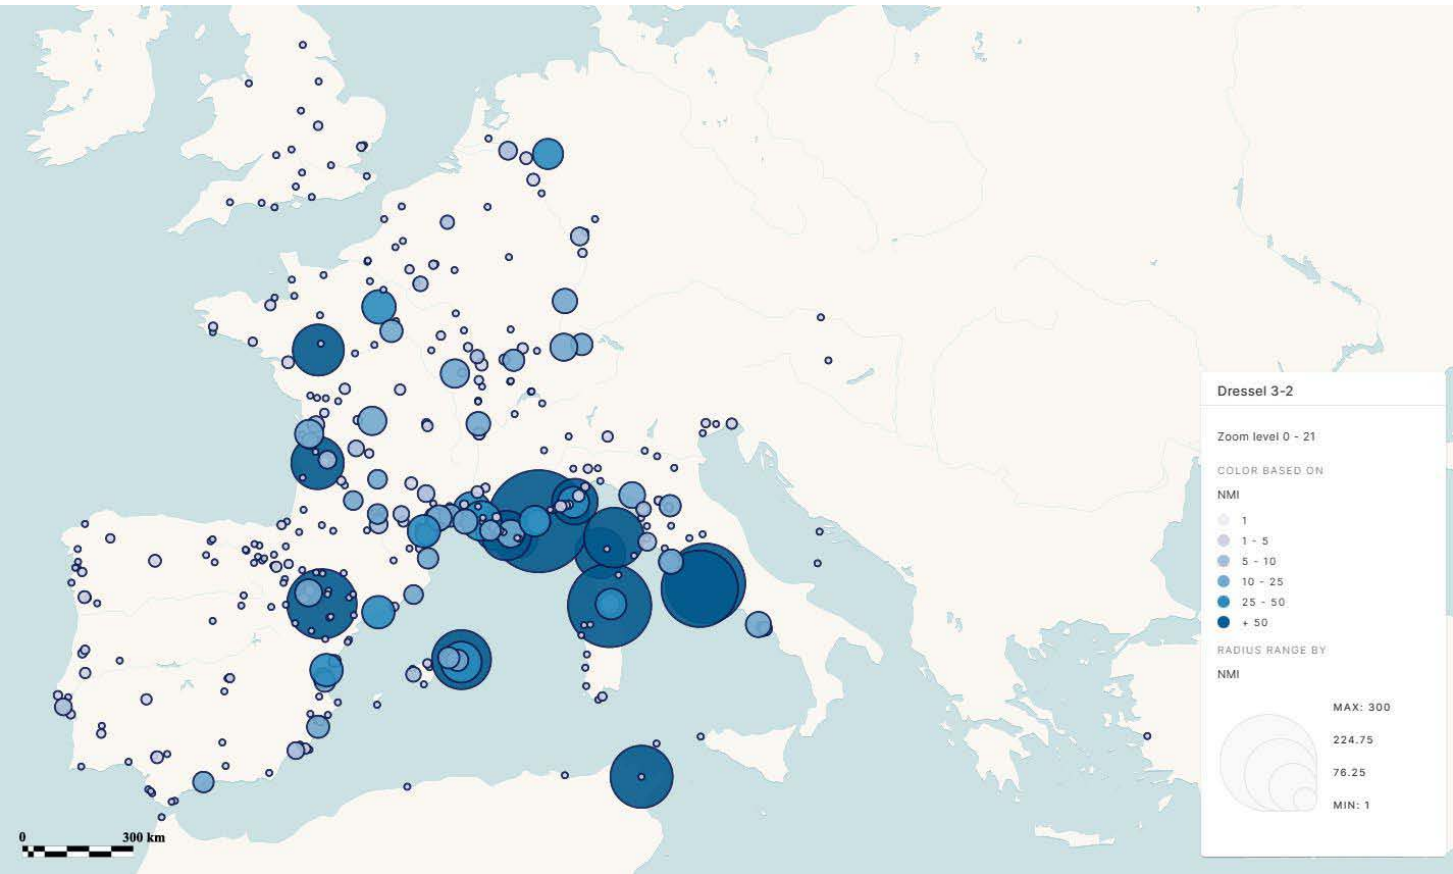 Dressel 3-2
Zoom level 0 - 21
COLOR BASED ON
NMI
1
1 - 5
5 - 10
10 - 25
25 - 50
+ 50
RADIUS RANGE BY
NMI
MAX: 300
224.75
76.25
MIN: 1
0 300 km